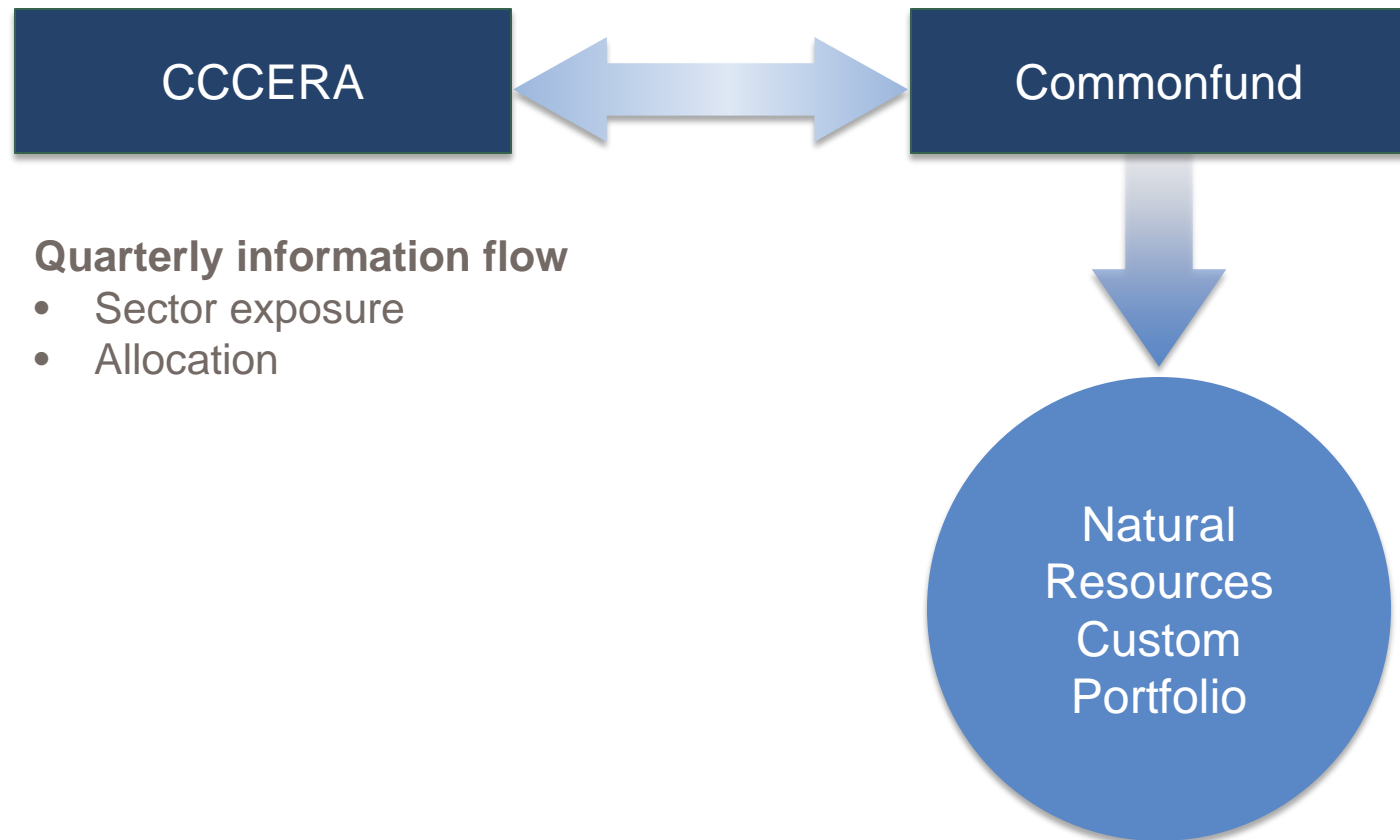 CCCERA
Commonfund
Quarterly information flow
• Sector exposure
• Allocation
Natural
Resources
Custom
Portfolio